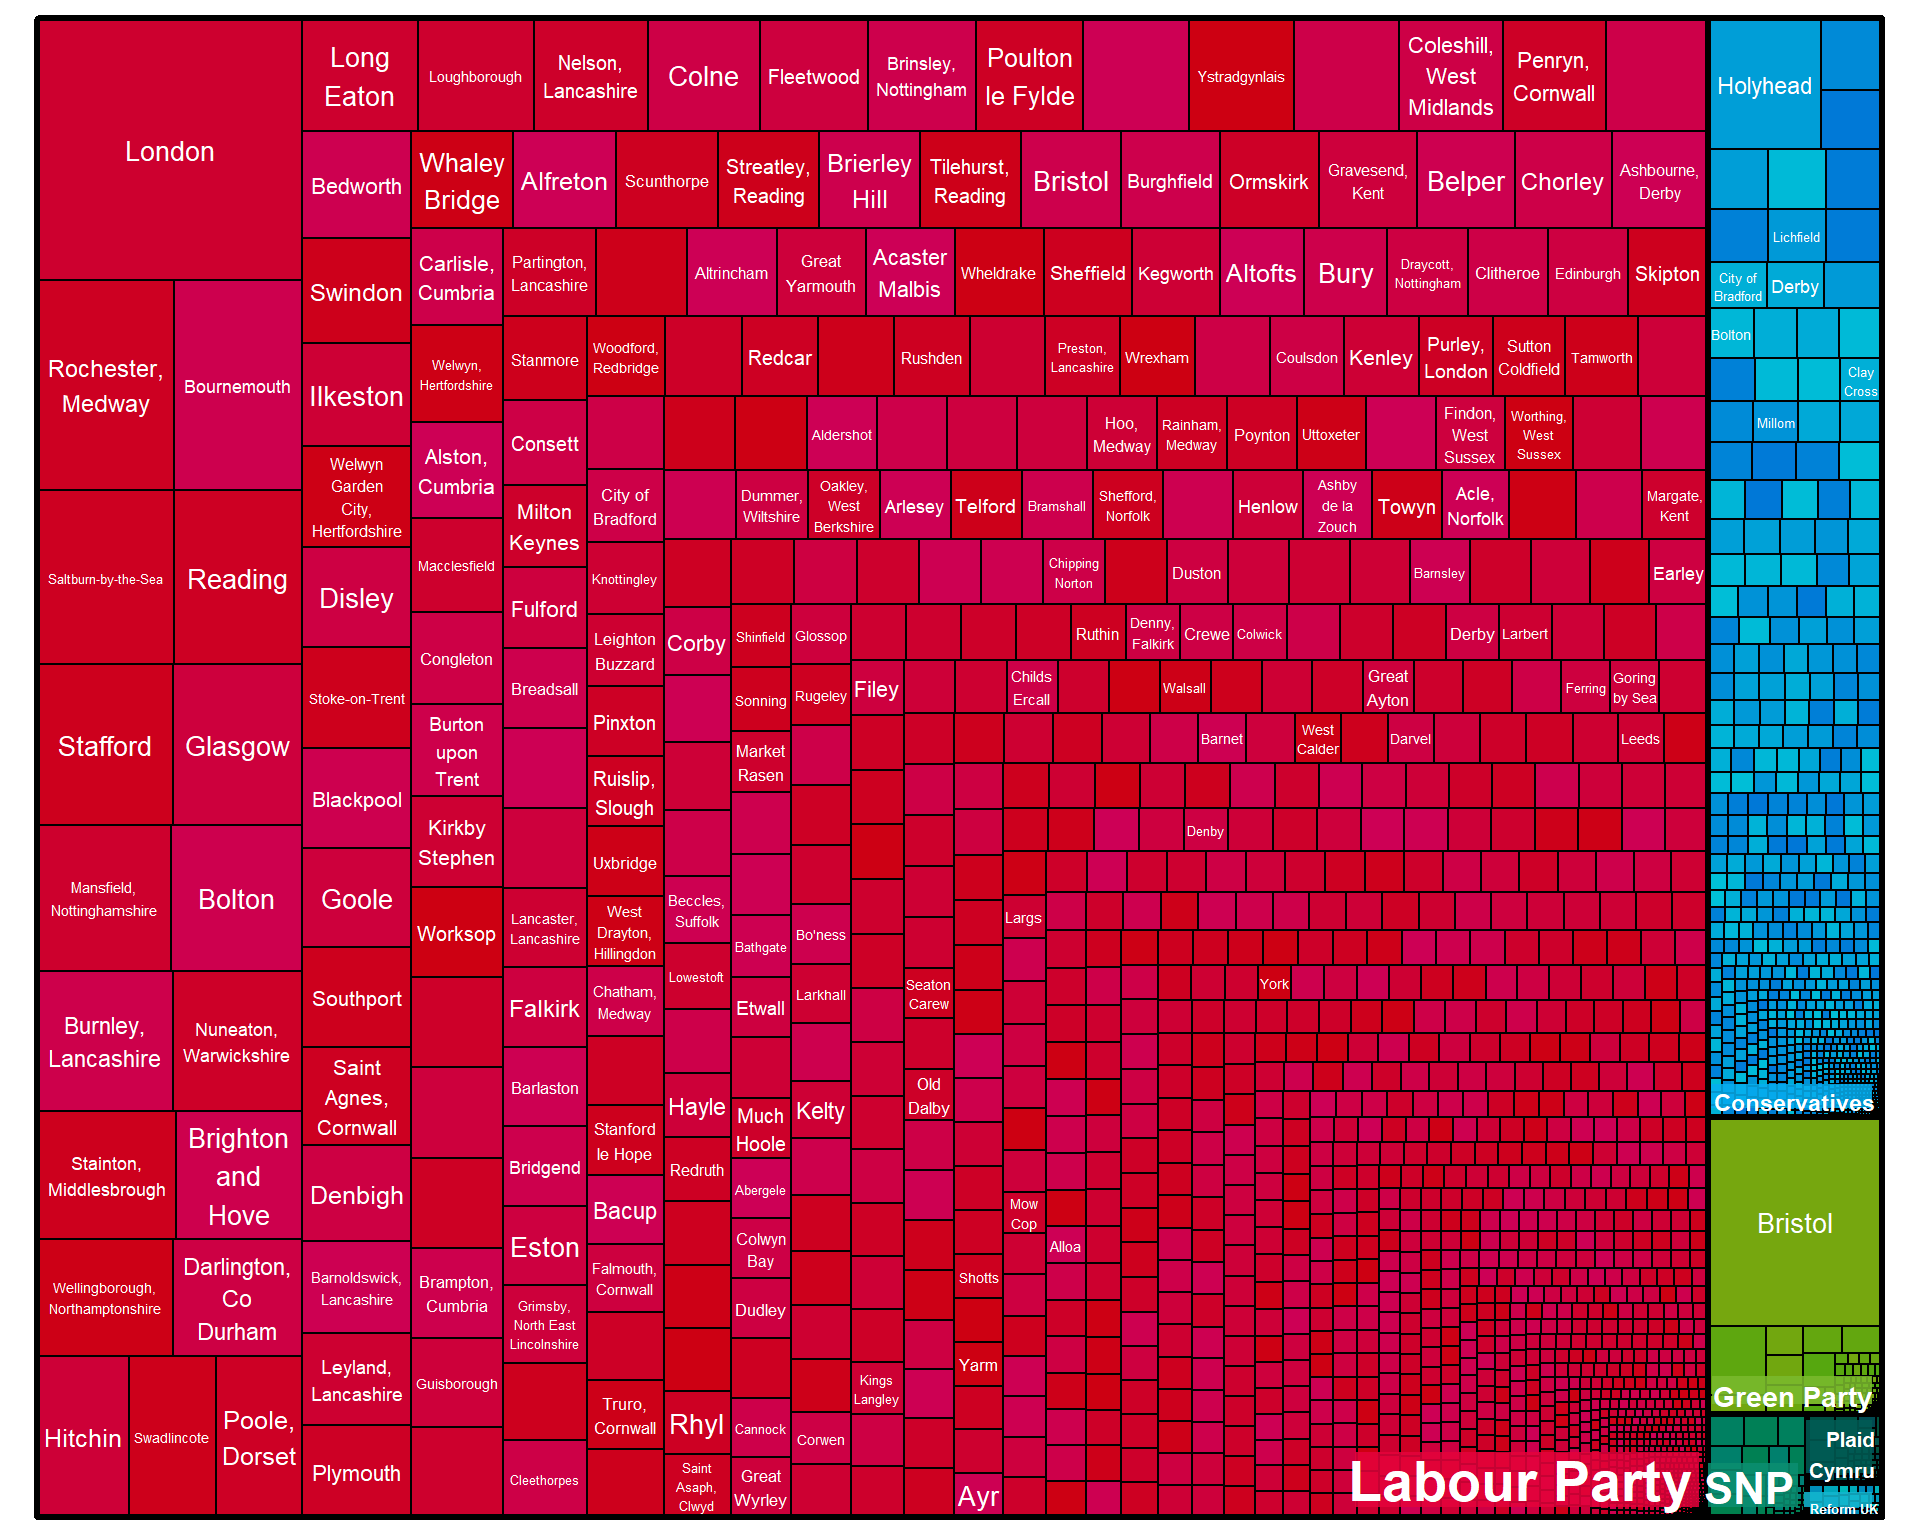 London
Long
Eaton
Loughborough
Nelson,
Lancashire
Colne
Fleetwood
Brinsley,
Nottingham
Poulton
le Fylde
Ystradgynlais
Coleshill,
West
Midlands
Penryn,
Cornwall
Bedworth
Whaley
Bridge
Alfreton
Scunthorpe
Streatley,
Reading
Brierley
Hill
Tilehurst,
Reading
Bristol
Burghfield
Ormskirk
Gravesend,
Kent
Belper
Chorley
Ashbourne,
Derby
Swindon
Carlisle,
Cumbria
Partington,
Lancashire
Altrincham
Great
Yarmouth
Acaster
Malbis
Wheldrake
Sheffield
Kegworth
Altofts
Bury
Draycott,
Nottingham
Clitheroe
Edinburgh
Skipton
Rochester,
Medway
Bournemouth
Ilkeston
Welwyn,
Hertfordshire
Stanmore
Woodford,
Redbridge
Redcar
Rushden
Preston,
Lancashire
Wrexham
Coulsdon
Kenley
Purley,
London
Sutton
Coldfield
Tamworth
Alston,
Cumbria
Consett
Aldershot
Hoo,
Medway
Rainham,
Medway
Poynton
Uttoxeter
Findon,
West
Sussex
Worthing,
West
Sussex
Welwyn
Garden
City,
Hertfordshire
Milton
Keynes
City of
Bradford
Dummer,
Wiltshire
Oakley,
West
Berkshire
Arlesey
Telford
Bramshall
Shefford,
Norfolk
Henlow
Ashby
de la
Zouch
Towyn
Acle,
Norfolk
Margate,
Kent
Saltburn-by-the-Sea
Reading
Disley
Macclesfield
Fulford
Knottingley
Chipping
Norton
Duston
Barnsley
Earley
Congleton
Leighton
Buzzard
Corby
Shinfield
Glossop
Ruthin
Denny,
Falkirk
Crewe
Colwick
Derby
Larbert
Stoke-on-Trent
Breadsall
Pinxton
Sonning
Rugeley
Filey
Childs
Ercall
Walsall
Great
Ayton
Ferring
Goring
by Sea
Stafford
Glasgow
Burton
upon
Trent
Market
Rasen
Barnet
West
Calder
Darvel
Leeds
Blackpool
Ruislip,
Slough
Kirkby
Stephen
Denby
Mansfield,
Nottinghamshire
Bolton
Goole
Worksop
Lancaster,
Lancashire
Uxbridge
West
Drayton,
Hillingdon
Beccles,
Suffolk
Bathgate
Bo'ness
Largs
Burnley,
Lancashire
Nuneaton,
Warwickshire
Southport
Falkirk
Chatham,
Medway
Lowestoft
Etwall
Larkhall
Seaton
Carew
York
Saint
Agnes,
Cornwall
Barlaston
Hayle
Much
Hoole
Kelty
Old
Dalby
Stainton,
Middlesbrough
Brighton
and
Hove
Denbigh
Bridgend
Stanford
le Hope
Redruth
Abergele
Bacup
Mow
Cop
Wellingborough,
Northamptonshire
Darlington,
Co
Durham
Barnoldswick,
Lancashire
Brampton,
Cumbria
Eston
Falmouth,
Cornwall
Colwyn
Bay
Alloa
Shotts
Grimsby,
North East
Lincolnshire
Dudley
Hitchin
Swadlincote
Poole,
Dorset
Leyland,
Lancashire
Guisborough
Truro,
Cornwall
Rhyl
Kings
Langley
Yarm
Plymouth
Cleethorpes
Saint
Asaph,
Clwyd
Cannock
Corwen
Great
Wyrley
Ayr
Labour Party
Holyhead
Lichfield
City of
Bradford
Derby
Bolton
Clay
Cross
Millom
Conservatives
Bristol
Green Party
SNP
Plaid
Cymru
Reform UK